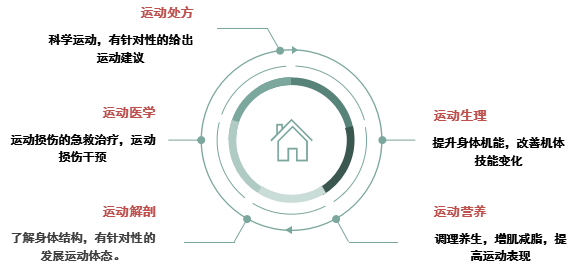 运动处方
科学运动，有针对性的给出
运动建议
运动医学
运动损伤的急救治疗，运动
损伤干预
运动解剖
了解身体结构，有针对性的
发展运动体态。
运动生理
提升身体机能，改善机体
技能变化
运动营养
调理养生，增肌减脂，提
高运动表现